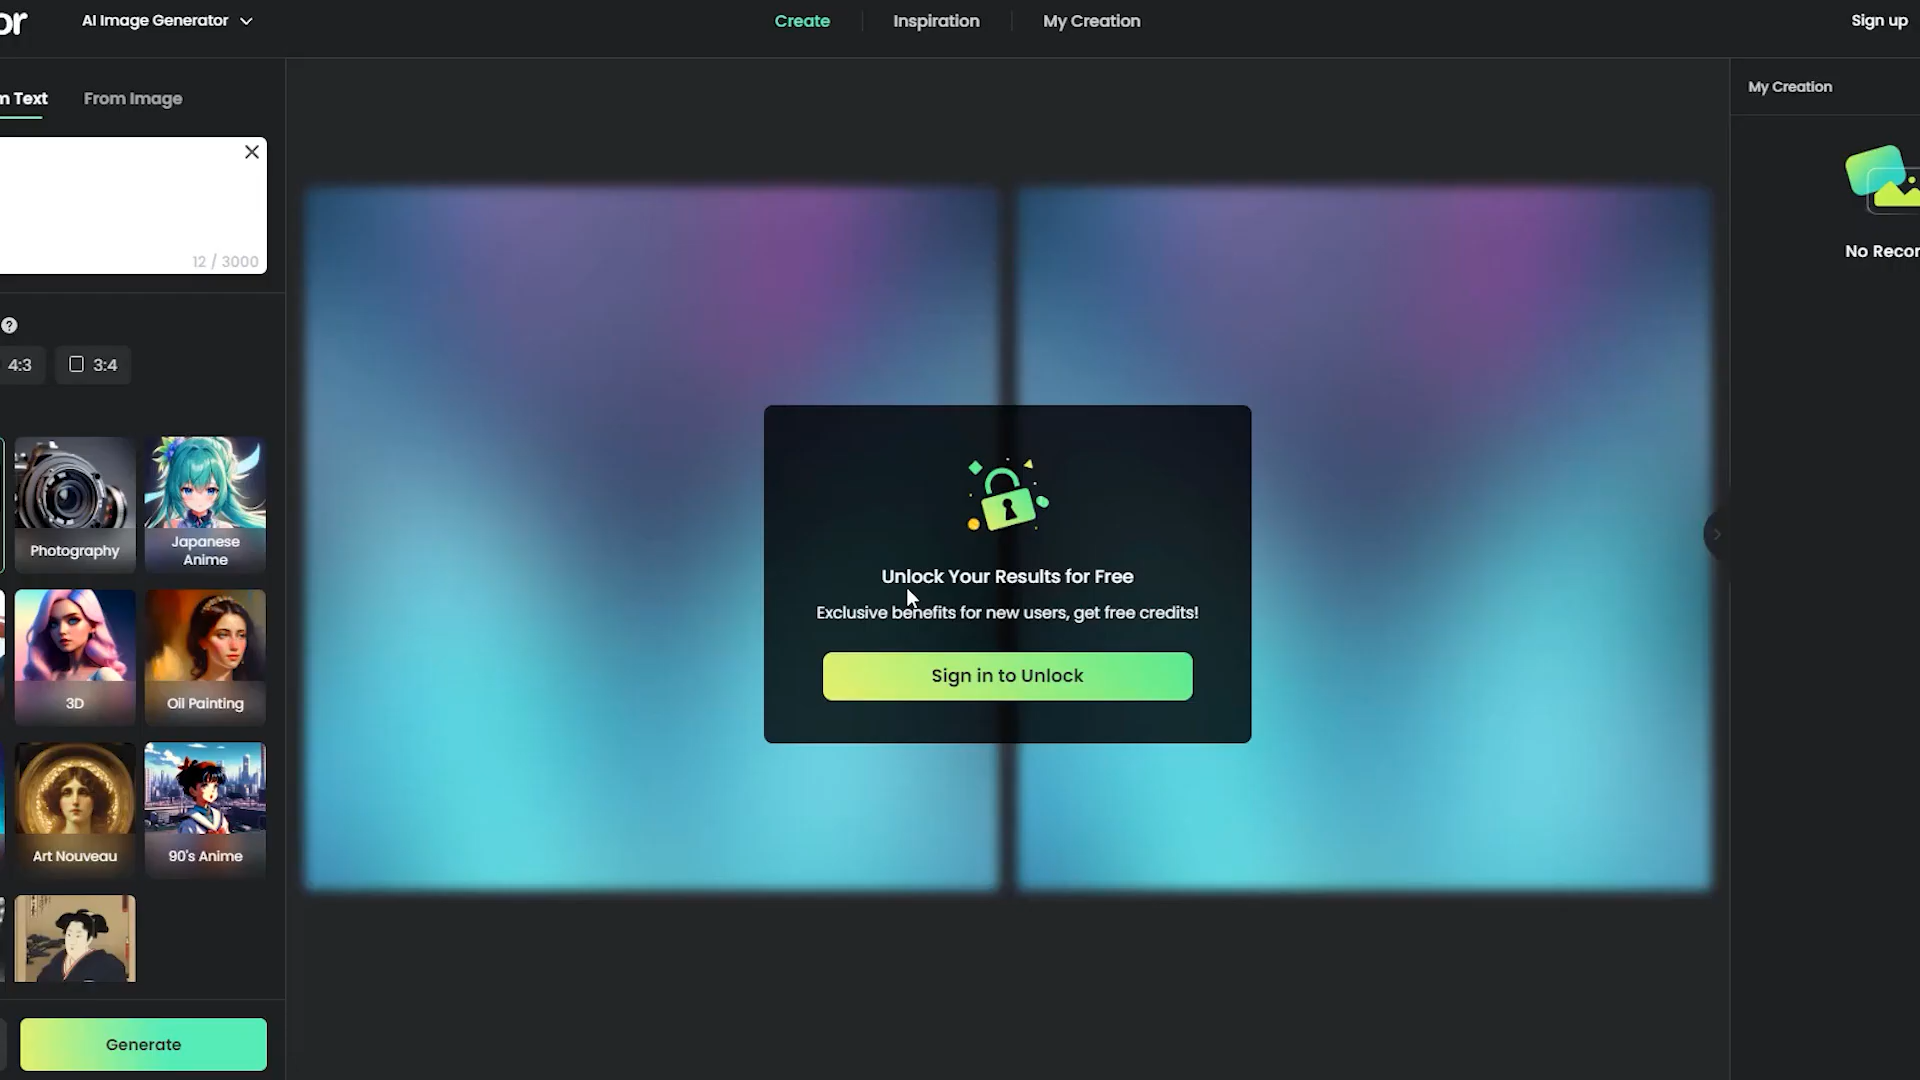 or
AI Image Generator
Create
Inspiration
My Creation
Sign up
m Text
From Image
12 / 3000
?
4:3
3:4
Photography
Japanese
Anime
3D
Oil Painting
Art Nouveau
90's Anime
Generate
Unlock Your Results for Free
Exclusive benefits for new users, get free credits!
Sign in to Unlock
My Creation
No Recor